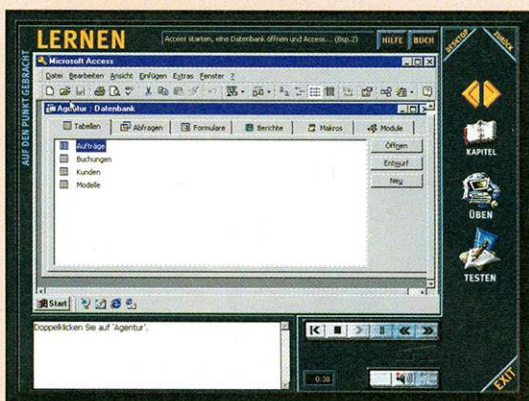 LERNEN
Access starten, eine Datenbank öffnen und Access... (Bsp.2)
HILFE
BUCH
DESKTOP
ZURÜCK
AUF DEN PUNKT GEBRACHT
Microsoft Access
Datei Bearbeiten Ansicht Einfügen Extras Fenster ?
Agentur : Datenbank
Tabellen
Abfragen
Formulare
Berichte
Makros
Module
Aufträge
Buchungen
Kunden
Modelle
Öffnen
Entwurf
Neu
KAPITEL
ÜBEN
TESTEN
Start
Doppelklicken Sie auf 'Agentur'.
0:38
EXIT